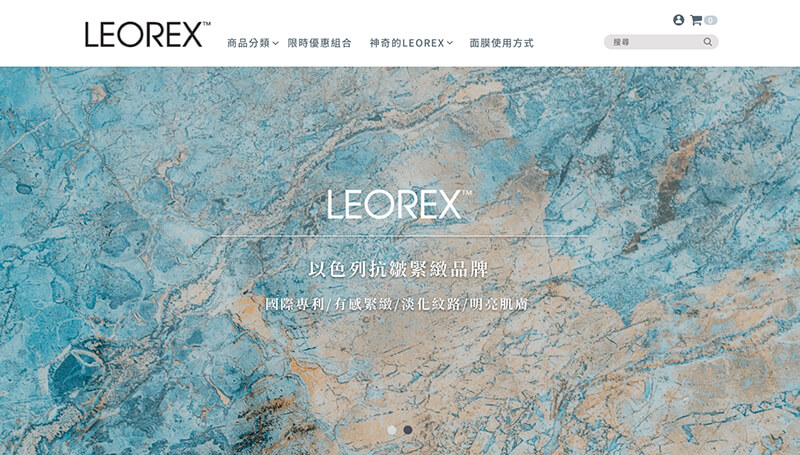 LEOREX™
商品分類
限時優惠組合
神奇的LEOREX
面膜使用方式
0
搜尋
LEOREX™
以色列抗皺緊緻品牌
國際專利/有感緊緻/淡化紋路/明亮肌膚